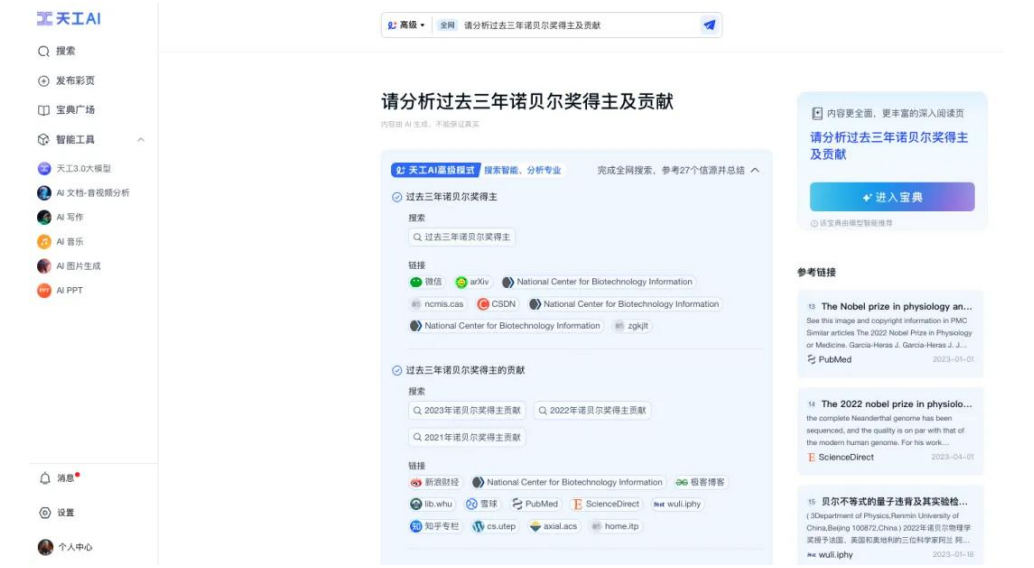 天工AI
搜索
发布彩页
宝典广场
智能工具
天工3.0大模型
AI 文档-音视频分析
AI 写作
AI 音乐
AI 图片生成
AI PPT
消息
设置
个人中心
高级 全网 请分析过去三年诺贝尔奖得主及贡献
请分析过去三年诺贝尔奖得主及贡献
内容由 AI 生成，不能保证真实
天工AI高级模式 搜索智能、分析专业 完成全网搜索，参考27个信源并总结
过去三年诺贝尔奖得主
搜索
过去三年诺贝尔奖得主
链接
微信 arXiv National Center for Biotechnology Information
ncmis.cas CSDN National Center for Biotechnology Information
National Center for Biotechnology Information zgkjlt
过去三年诺贝尔奖得主的贡献
搜索
2023年诺贝尔奖得主贡献 2022年诺贝尔奖得主贡献
2021年诺贝尔奖得主贡献
链接
新浪财经 National Center for Biotechnology Information 极客博客
lib.whu 雪球 PubMed ScienceDirect wuli.iphy
知乎专栏 cs.utep axial.acs home.itp
内容更全面，更丰富的深入阅读页
请分析过去三年诺贝尔奖得主
及贡献
进入宝典
该宝典由模型智能推荐
参考链接
13 The Nobel prize in physiology an...
See this image and copyright information in PMC
Similar articles The 2022 Nobel Prize in Physiology
or Medicine. Garcia-Heras J. Garcia-Heras J. J...
PubMed 2023-01-01
14 The 2022 nobel prize in physiolo...
the complete Neanderthal genome has been
sequenced, and the quality is on par with that of
the modern human genome. For his work...
ScienceDirect 2023-04-01
15 贝尔不等式的量子违背及其实验检...
( 3Department of Physics,Renmin University of
China,Beijing 100872,China ) 2022年诺贝尔物理学
奖授予法国、美国和奥地利的三位科学家阿兰 阿...
wuli.iphy 2023-01-18